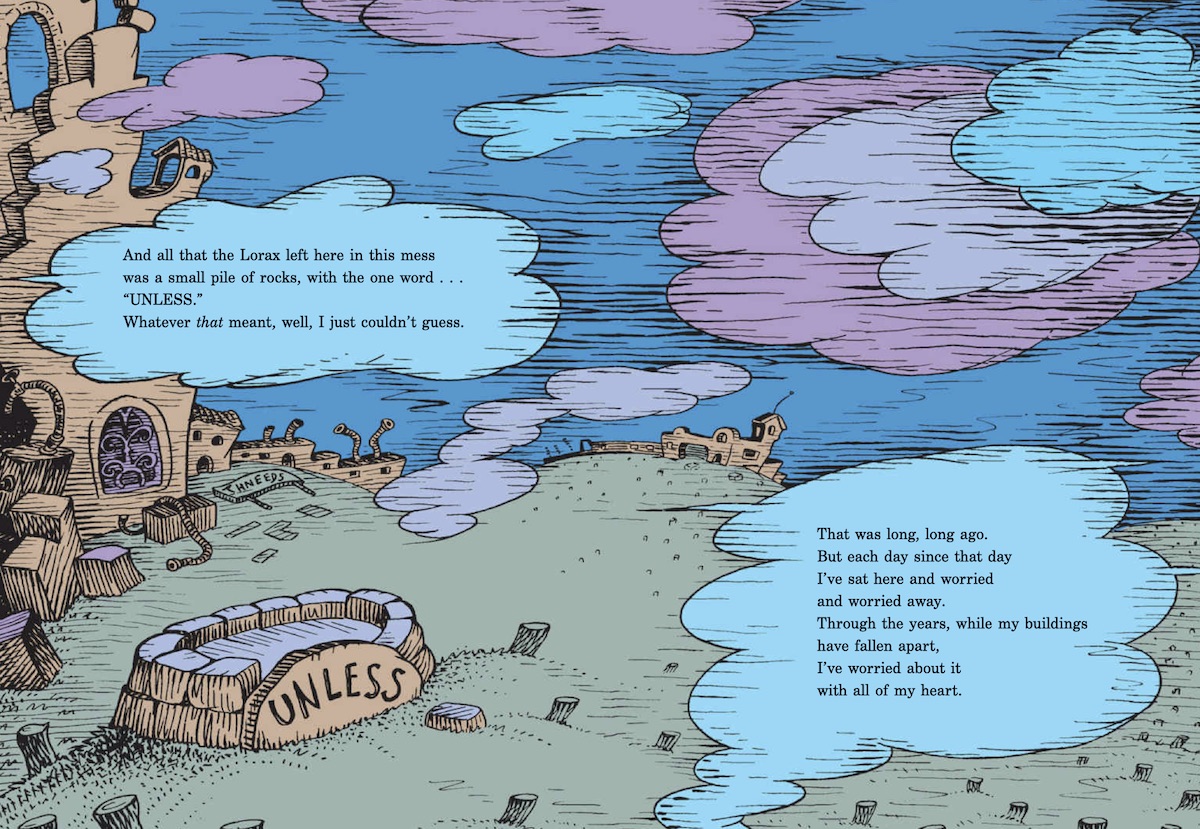 And all that the Lorax left here in this mess
was a small pile of rocks, with the one word . . .
“UNLESS.”
Whatever that meant, well, I just couldn’t guess.
THNEEDS
UNLESS
That was long, long ago.
But each day since that day
I’ve sat here and worried
and worried away.
Through the years, while my buildings
have fallen apart,
I’ve worried about it
with all of my heart.